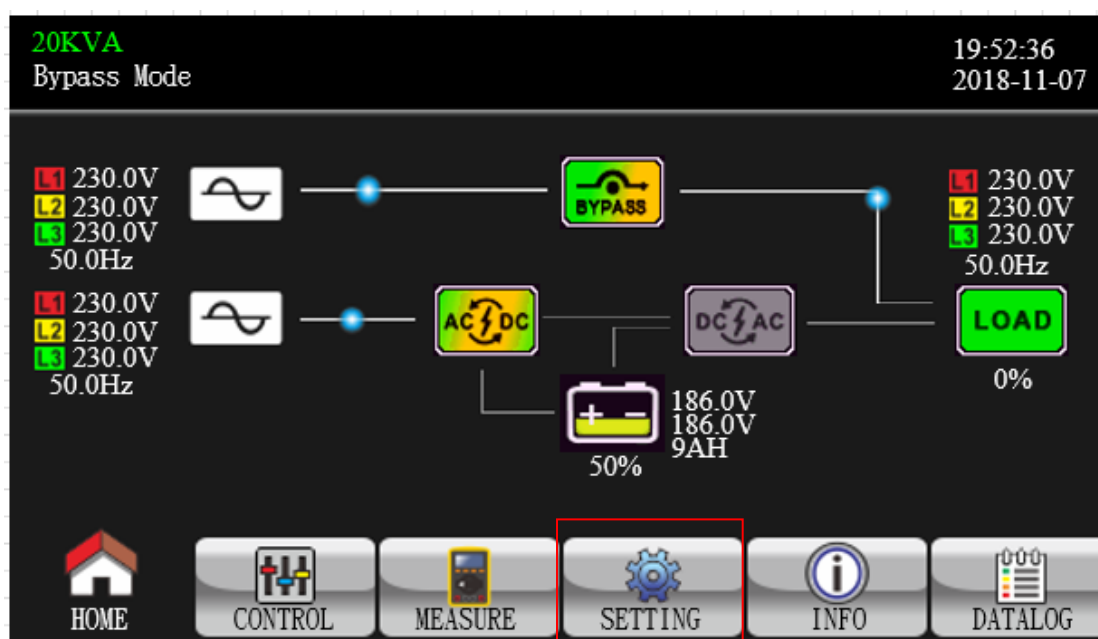 20KVA
Bypass Mode
19:52:36
2018-11-07
L1 230.0V
L2 230.0V
L3 230.0V
50.0Hz
BYPASS
L1 230.0V
L2 230.0V
L3 230.0V
50.0Hz
L1 230.0V
L2 230.0V
L3 230.0V
50.0Hz
AC DC
DC AC
LOAD
0%
+ -
186.0V
186.0V
9AH
50%
HOME
CONTROL
MEASURE
SETTING
INFO
DATALOG